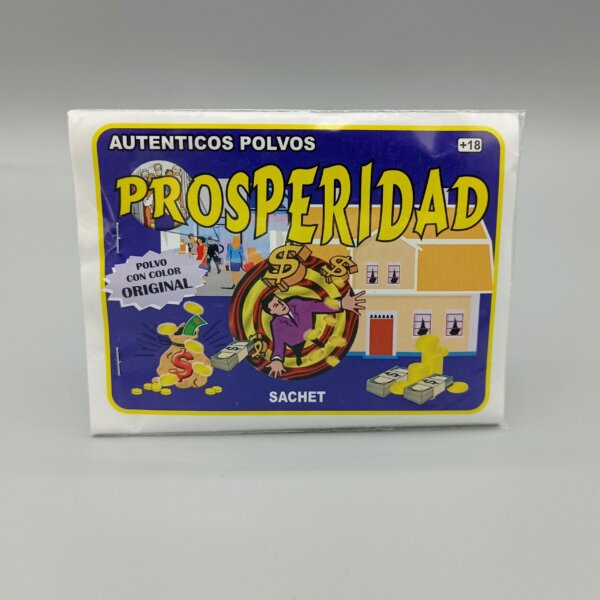 AUTENTICOS POLVOS
+18
PROSPERIDAD
POLVO
CON COLOR
ORIGINAL
$
$
$
SACHET